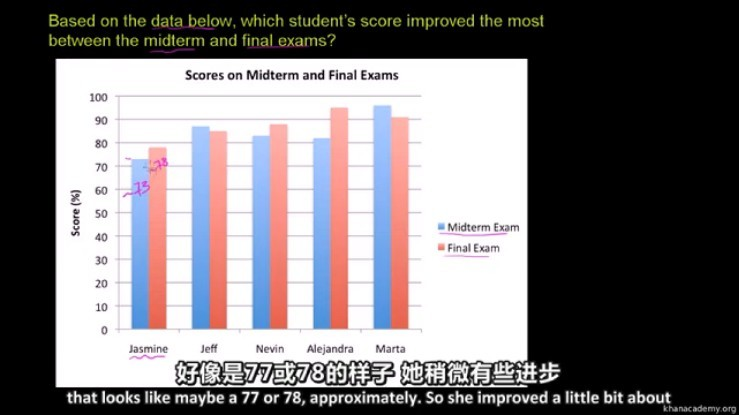 Based on the data below, which student's score improved the most
between the midterm and final exams?
Scores on Midterm and Final Exams
100
90
80
70
60
50
40
30
20
10
0
Score (%)
~73
~78
Midterm Exam
Final Exam
Jasmine Jeff Nevin Alejandra Marta
好像是77或78的样子 她稍微有些进步
that looks like maybe a 77 or 78, approximately. So she improved a little bit about
khanacademy.org